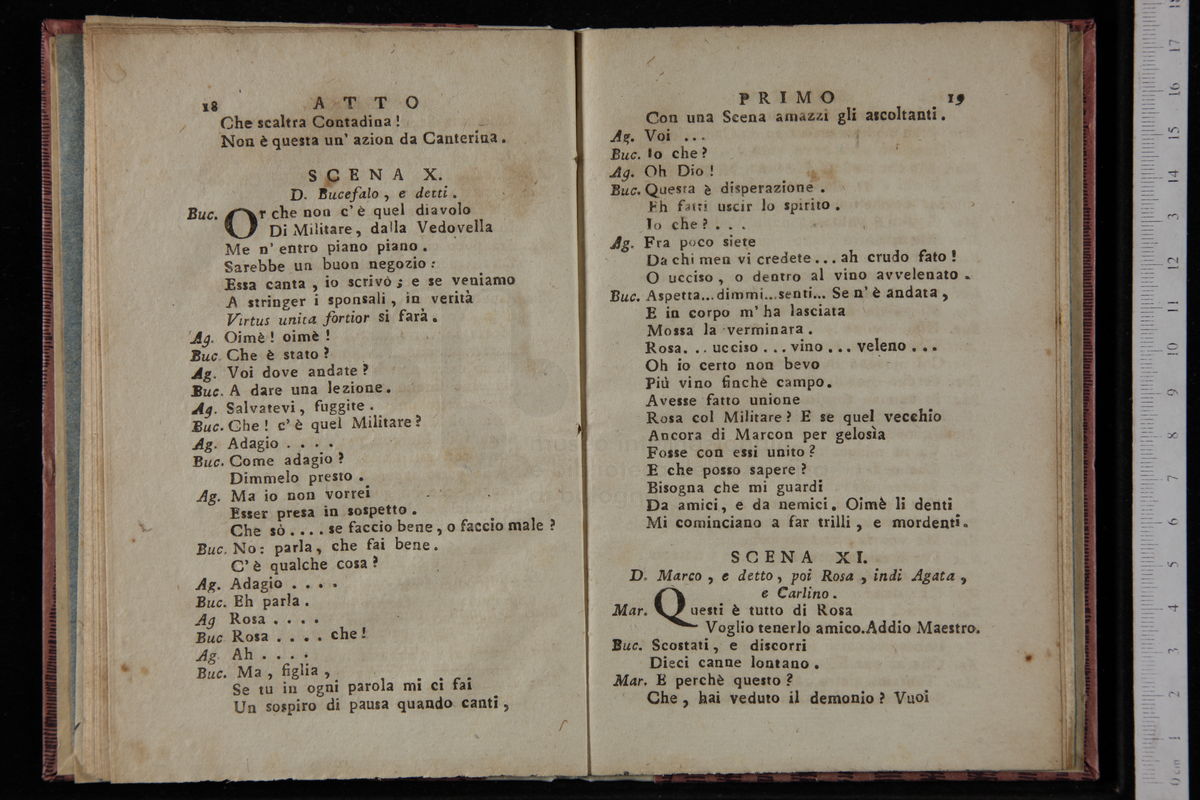 18 ATTO
Che scaltra Contadina!
Non è questa un' azion da Canterina.
SCENA X.
D. Bucefalo, e detti.
Buc. Or che non c'è quel diavolo
Di Militare, dalla Vedovella
Me n' entro piano piano.
Sarebbe un buon negozio:
Essa canta, io scrivo; e se veniamo
A stringer i sponsali, in verità
Virtus unita fortior si farà.
Ag. Oimè! oimè!
Buc. Che è stato?
Ag. Voi dove andate?
Buc. A dare una lezione.
Ag. Salvatevi, fuggite.
Buc. Che! c'è quel Militare?
Ag. Adagio ....
Buc. Come adagio?
Dimmelo presto.
Ag. Ma io non vorrei
Esser presa in sospetto.
Che sò .... se faccio bene, o faccio male?
Buc. No: parla, che fai bene.
C'è qualche cosa?
Ag. Adagio ....
Buc. Eh parla.
Ag Rosa ....
Buc Rosa .... che!
Ag. Ah ....
Buc. Ma, figlia,
Se tu in ogni parola mi ci fai
Un sospiro di pausa quando canti,
PRIMO 19
Con una Scena amazzi gli ascoltanti.
Ag. Voi ...
Buc. Io che?
Ag. Oh Dio!
Buc. Questa è disperazione.
Eh fatti uscir lo spirito.
Io che? ...
Ag. Fra poco siete
Da chi men vi credete ... ah crudo fato!
O ucciso, o dentro al vino avvelenato.
Buc. Aspetta... dimmi... senti... Se n'è andata,
E in corpo m'ha lasciata
Mossa la verminara.
Rosa... ucciso ... vino ... veleno ...
Oh io certo non bevo
Più vino finchè campo.
Avesse fatto unione
Rosa col Militare? E se quel vecchio
Ancora di Marcon per gelosìa
Fosse con essi unito?
E che posso sapere?
Bisogna che mi guardi
Da amici, e da nemici. Oimè li denti
Mi cominciano a far trilli, e mordenti.
SCENA XI.
D. Marco, e detto, poi Rosa, indi Agata,
e Carlino.
Mar. Questi è tutto di Rosa
Voglio tenerlo amico. Addio Maestro.
Buc. Scostati, e discorri
Dieci canne lontano.
Mar. E perchè questo?
Che, hai veduto il demonio? Vuoi